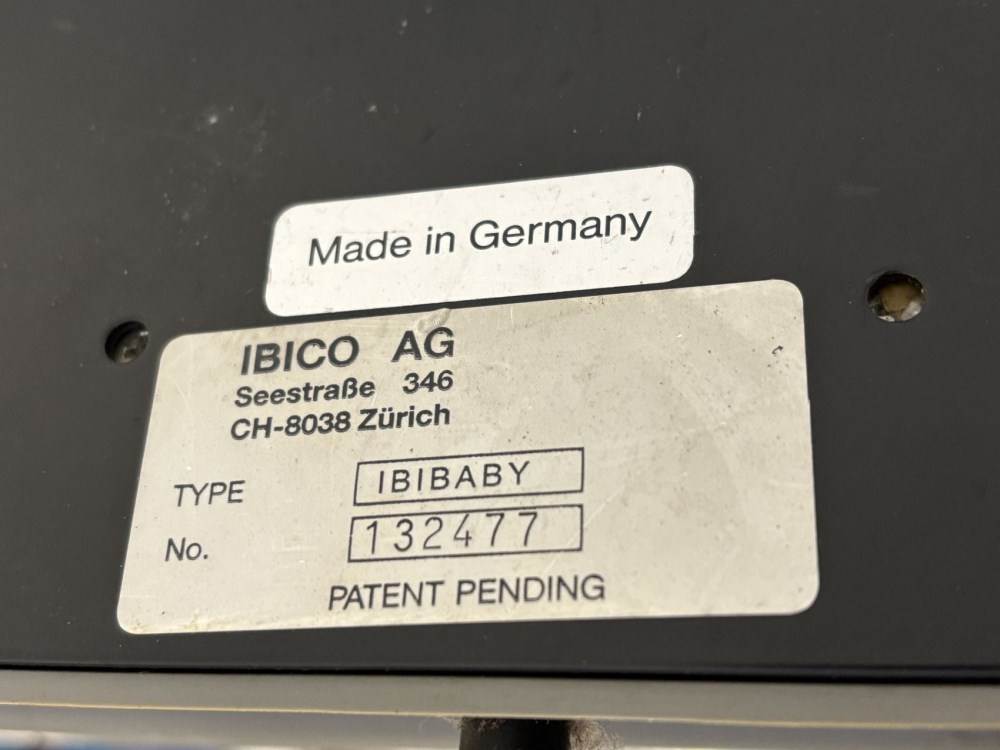 Made in Germany
IBICO AG
Seestraße 346
CH-8038 Zürich
TYPE IBIBABY
No. 132477
PATENT PENDING